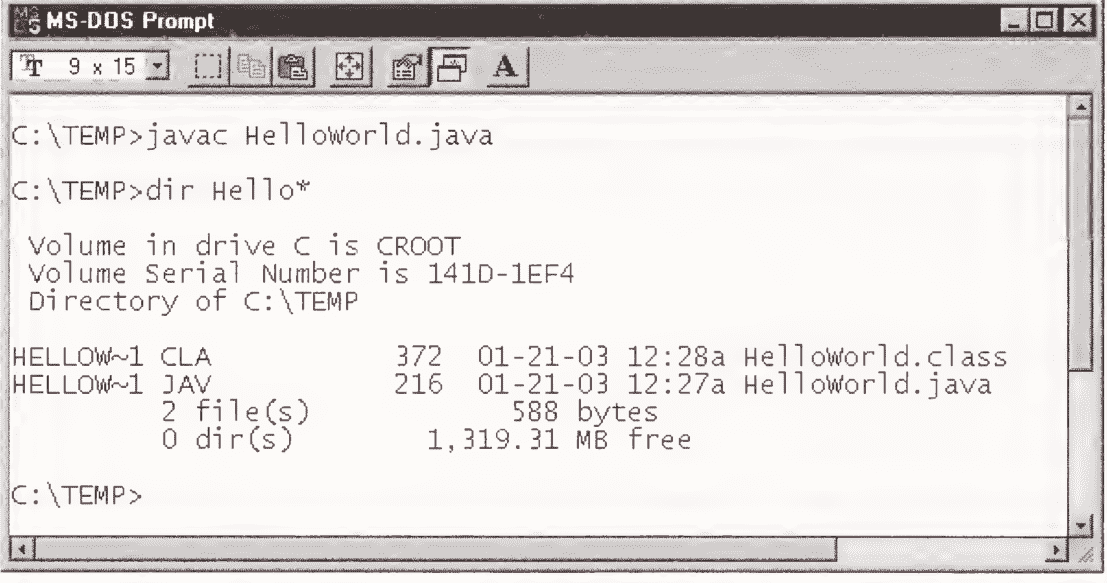 MS-DOS Prompt
9 x 15
A
C:\TEMP>javac HelloWorld.java
C:\TEMP>dir Hello*
Volume in drive C is CROOT
Volume Serial Number is 141D-1EF4
Directory of C:\TEMP
HELLOW~1 CLA 372 01-21-03 12:28a HelloWorld.class
HELLOW~1 JAV 216 01-21-03 12:27a HelloWorld.java
2 file(s) 588 bytes
0 dir(s) 1,319.31 MB free
C:\TEMP>